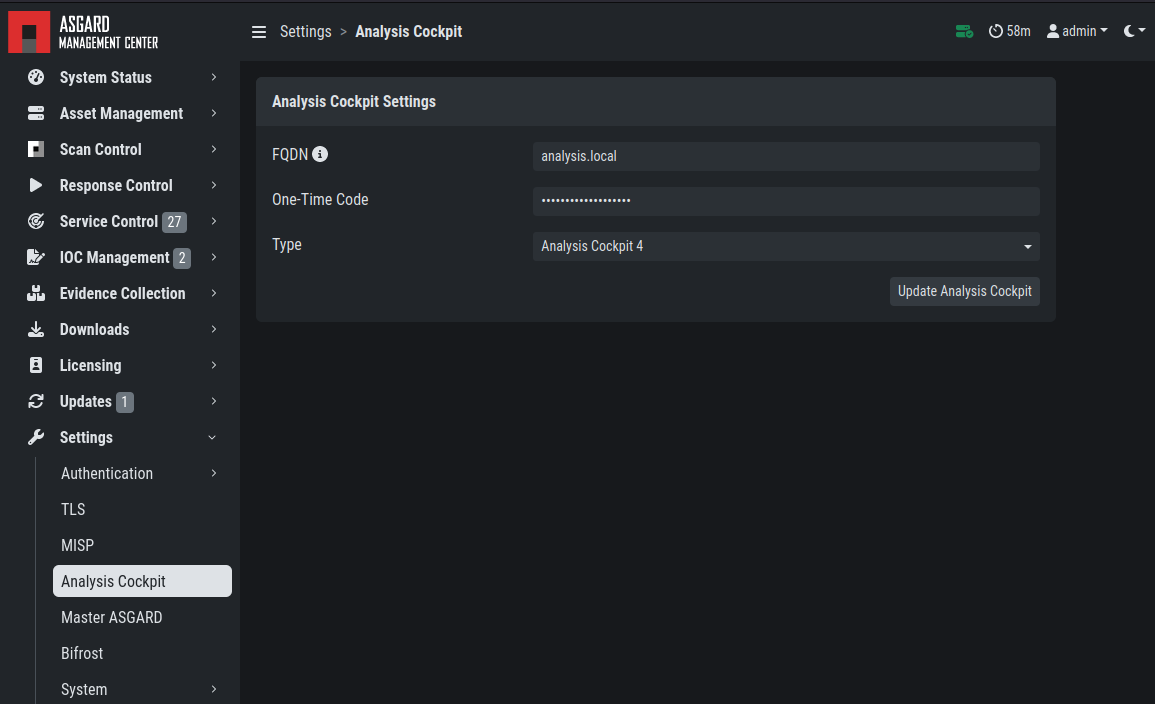 ASGARD
MANAGEMENT CENTER
Settings > Analysis Cockpit
58m
admin
System Status
Asset Management
Scan Control
Response Control
Service Control 27
IOC Management 2
Evidence Collection
Downloads
Licensing
Updates 1
Settings
Authentication
TLS
MISP
Analysis Cockpit
Master ASGARD
Bifrost
System
Analysis Cockpit Settings
FQDN
analysis.local
One-Time Code
•••••••••••••••••••
Type
Analysis Cockpit 4
Update Analysis Cockpit